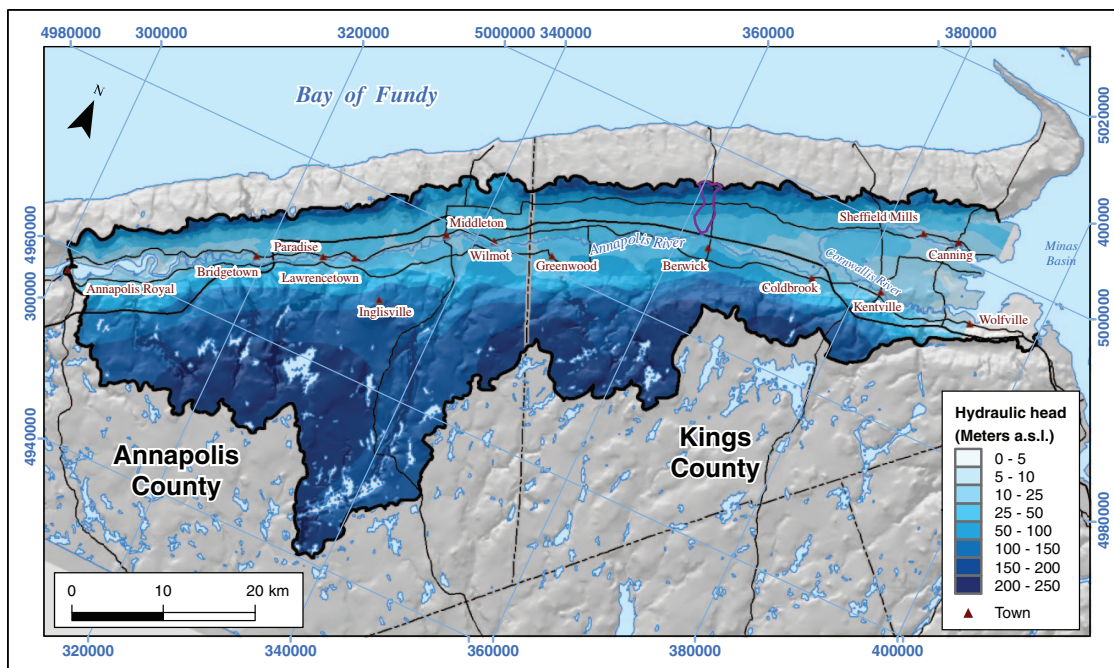 4980000
300000
320000
5000000
340000
360000
380000
N
Bay of Fundy
5020000
4960000
4000000
Middleton
Sheffield Mills
Paradise
Annapolis River
Wilmot
Canning
Minas
Basin
Bridgetown
Lawrencetown
Greenwood
Berwick
Cornwallis River
Annapolis Royal
Coldbrook
300000
Inglisville
Kentville
Wolfville
5000000
Annapolis
County
Kings
County
4940000
4980000
Hydraulic head
(Meters a.s.l.)
0 - 5
5 - 10
10 - 25
25 - 50
50 - 100
100 - 150
150 - 200
200 - 250
Town
0 10 20 km
320000
340000
360000
380000
400000